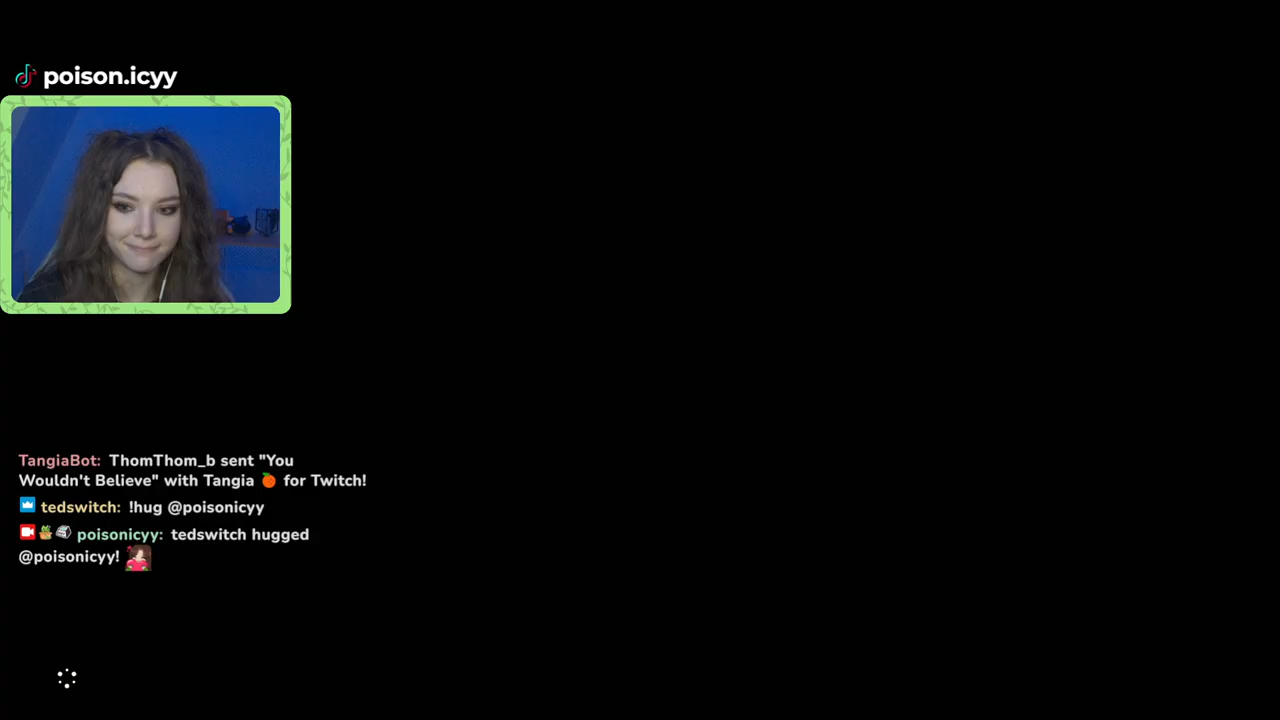 poison.icyy
TangiaBot: ThomThom_b sent "You
Wouldn't Believe" with Tangia 🍊 for Twitch!
tedswitch: !hug @poisonicyy
poisonicyy: tedswitch hugged
@poisonicyy!